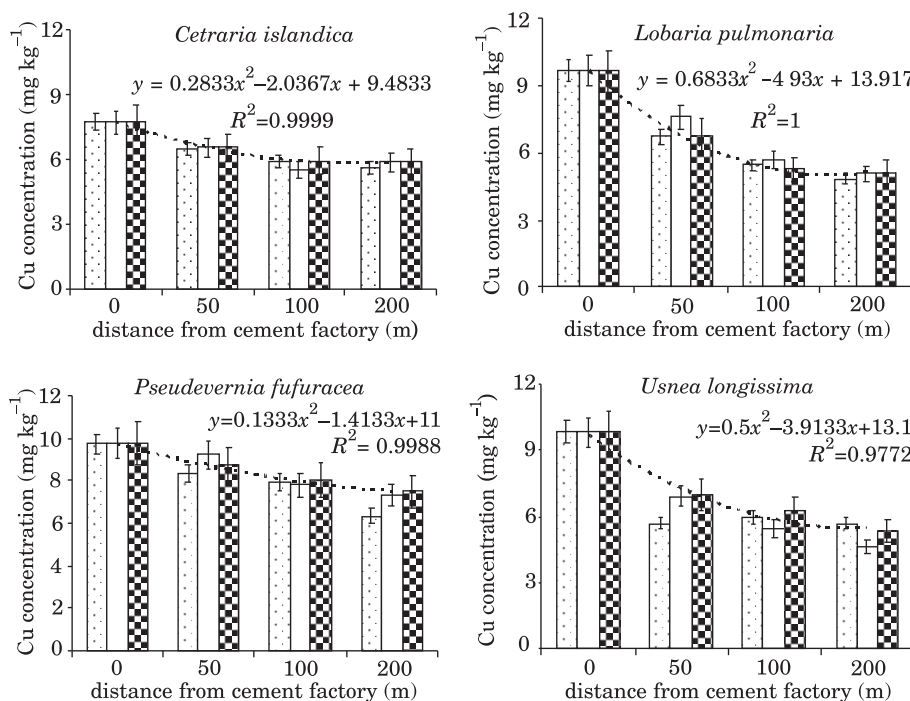 Cetraria islandica
y = 0.2833x²−2.0367x + 9.4833
R²=0.9999
Cu concentration (mg kg⁻¹)
12
9
6
3
0
0 50 100 200
distance from cement factory (m)
Lobaria pulmonaria
y = 0.6833x² -4 93x + 13.917
R²=1
Cu concentration (mg kg⁻¹)
12
9
6
3
0
0 50 100 200
distance from cement factory (m)
Pseudevernia fufuracea
y=0.1333x²−1.4133x+11
R²= 0.9988
Cu concentration (mg kg⁻¹)
12
10
8
6
4
2
0
0 50 100 200
distance from cement factory (m)
Usnea longissima
y=0.5x²−3.9133x+13.1
R²=0.9772
Cu concentration (mg kg⁻¹)
12
9
6
3
0
0 50 100 200
distance from cement factory (m)